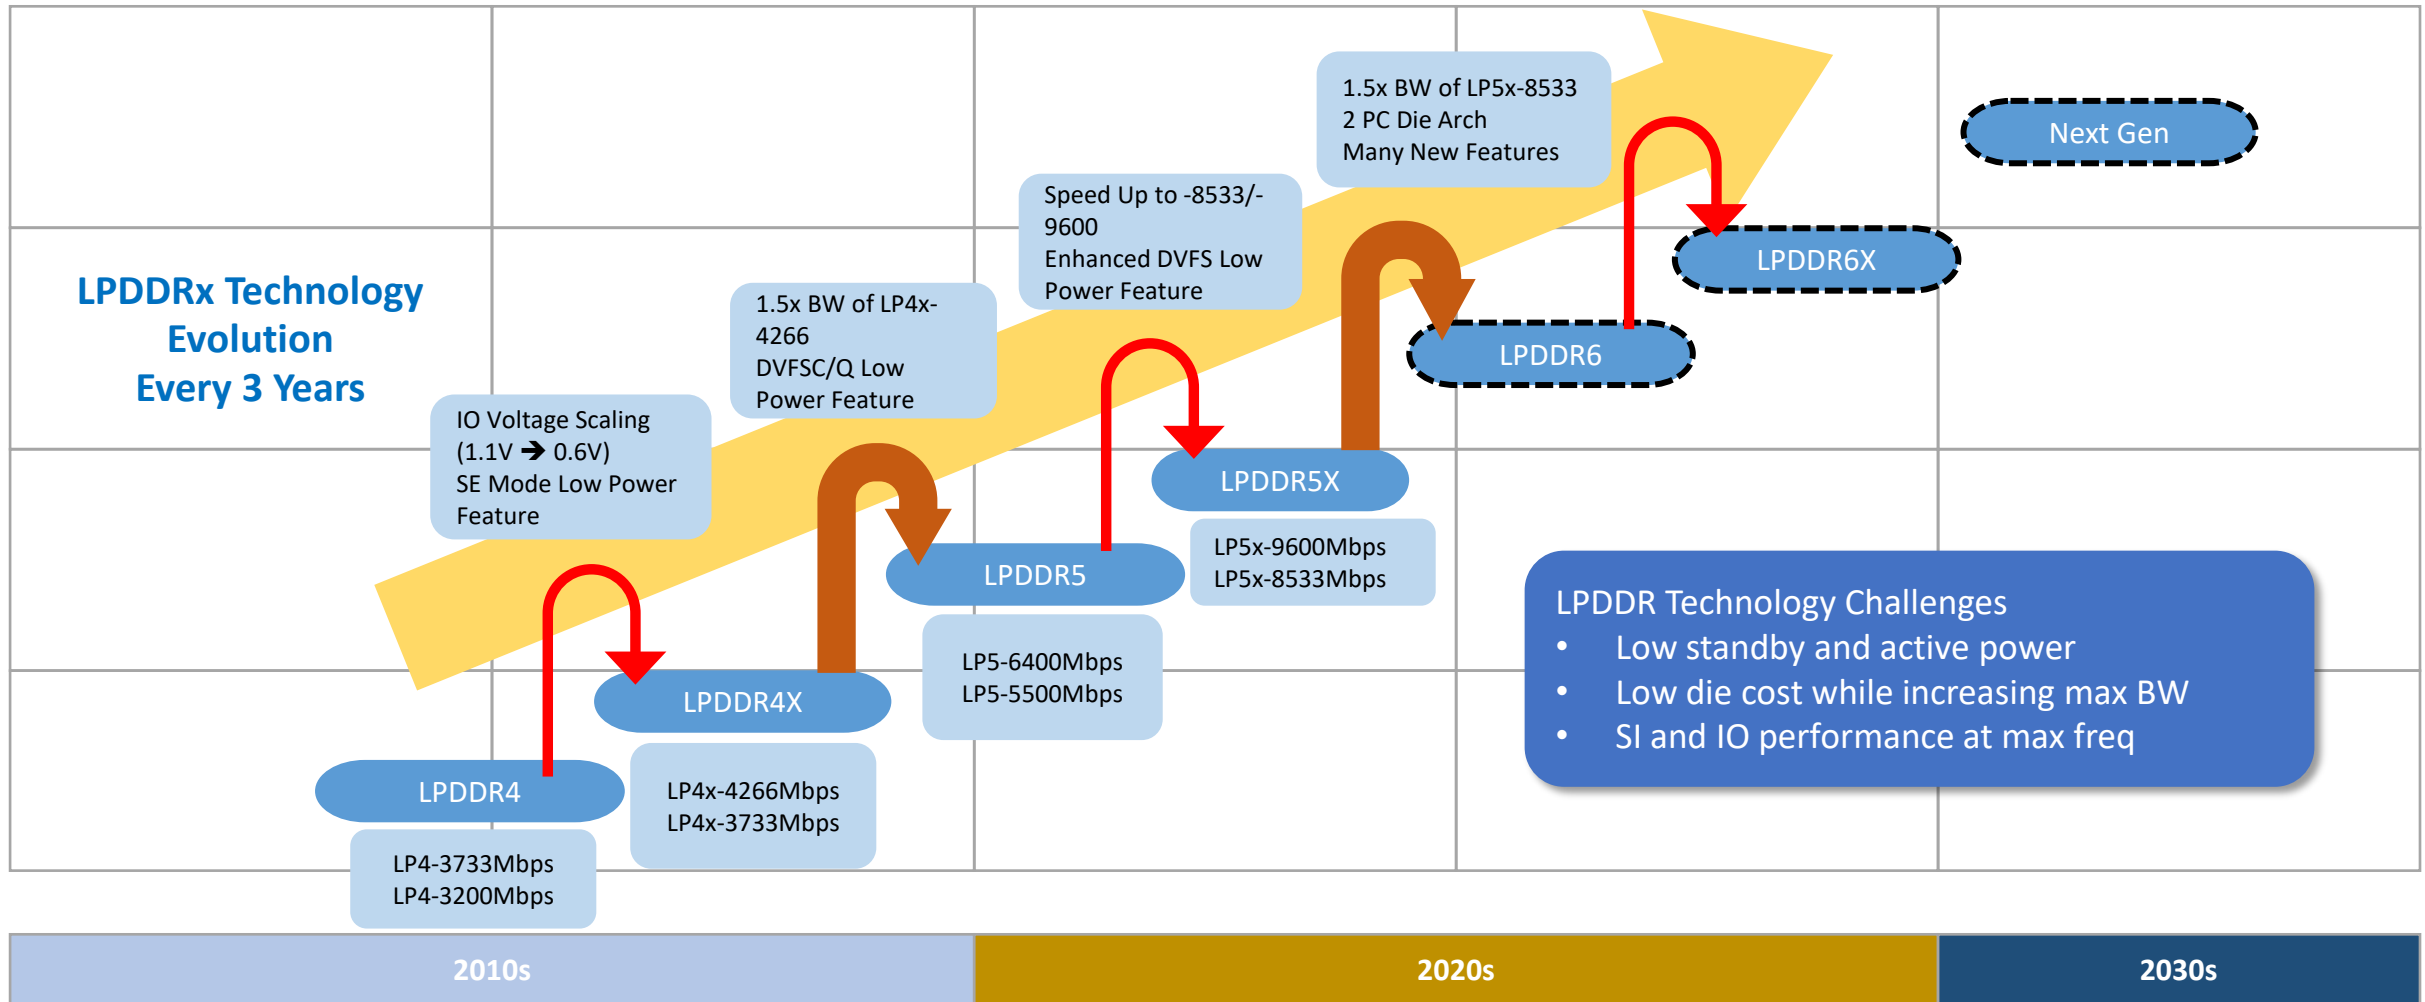 LPDDRx Technology
Evolution
Every 3 Years
IO Voltage Scaling
(1.1V ➔ 0.6V)
SE Mode Low Power
Feature
1.5x BW of LP4x-
4266
DVFSC/Q Low
Power Feature
Speed Up to -8533/-
9600
Enhanced DVFS Low
Power Feature
1.5x BW of LP5x-8533
2 PC Die Arch
Many New Features
Next Gen
LPDDR6X
LPDDR6
LPDDR5X
LP5x-9600Mbps
LP5x-8533Mbps
LPDDR5
LP5-6400Mbps
LP5-5500Mbps
LPDDR4X
LP4x-4266Mbps
LP4x-3733Mbps
LPDDR4
LP4-3733Mbps
LP4-3200Mbps
LPDDR Technology Challenges
• Low standby and active power
• Low die cost while increasing max BW
• SI and IO performance at max freq
2010s
2020s
2030s